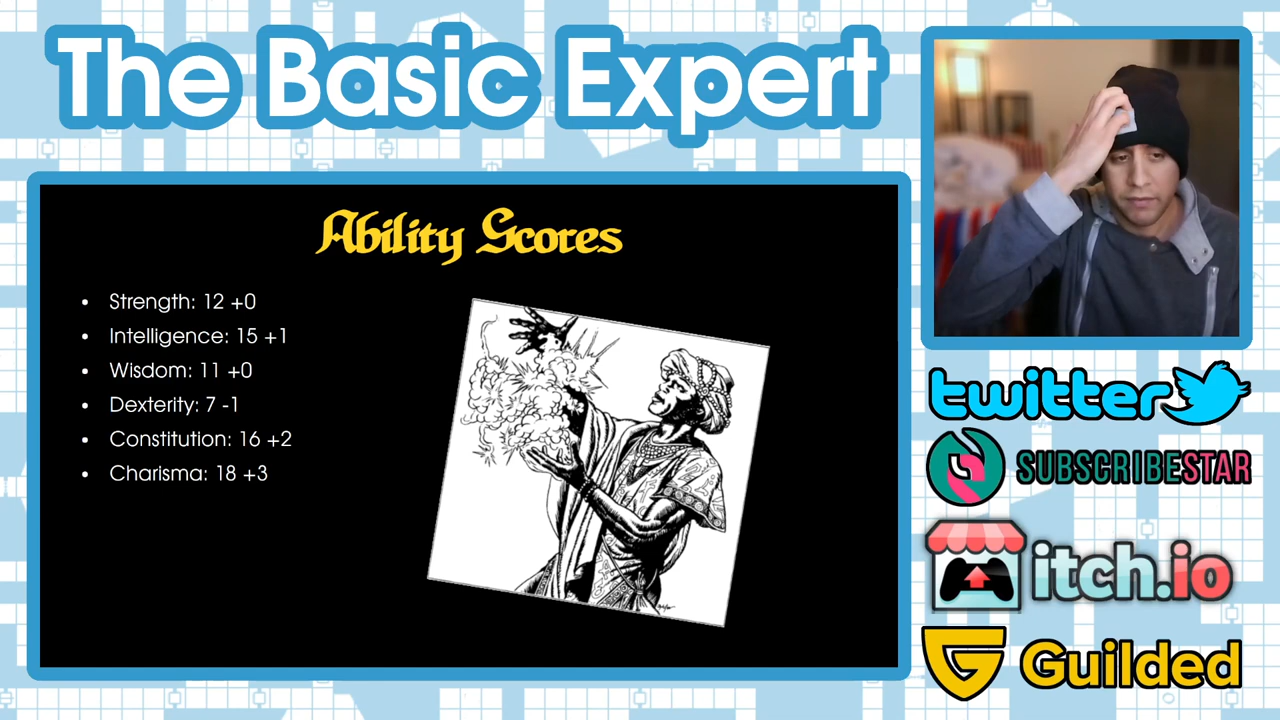 The Basic Expert
Ability Scores
• Strength: 12 +0
• Intelligence: 15 +1
• Wisdom: 11 +0
• Dexterity: 7 -1
• Constitution: 16 +2
• Charisma: 18 +3
twitter
SUBSCRIBESTAR
itch.io
Guilded